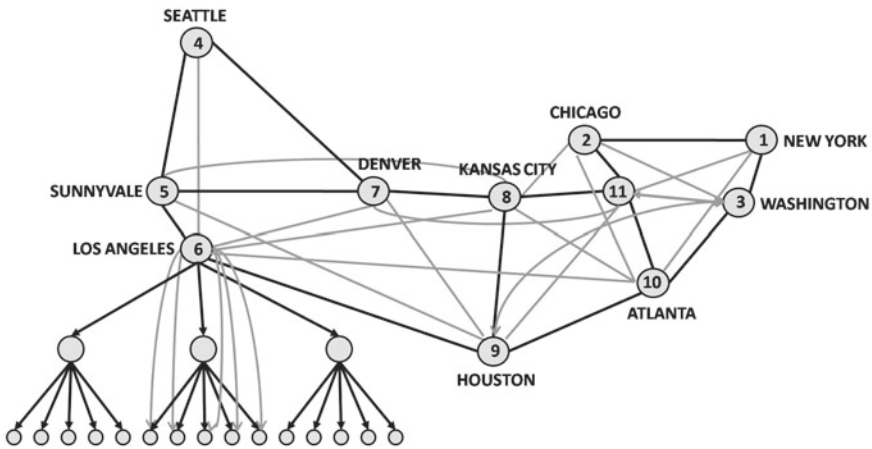 SEATTLE
4
CHICAGO
2
1 NEW YORK
DENVER
KANSAS CITY
SUNNYVALE 5
7
8
11
3 WASHINGTON
LOS ANGELES 6
10
ATLANTA
9
HOUSTON